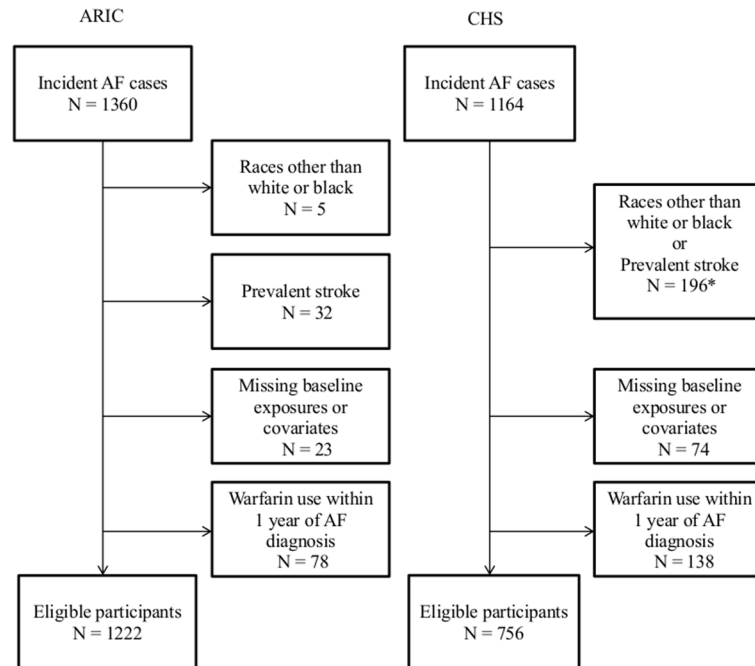 ARIC
Incident AF cases
N = 1360
Races other than
white or black
N = 5
Prevalent stroke
N = 32
Missing baseline
exposures or
covariates
N = 23
Warfarin use within
1 year of AF
diagnosis
N = 78
Eligible participants
N = 1222
CHS
Incident AF cases
N = 1164
Races other than
white or black
or
Prevalent stroke
N = 196*
Missing baseline
exposures or
covariates
N = 74
Warfarin use within
1 year of AF
diagnosis
N = 138
Eligible participants
N = 756